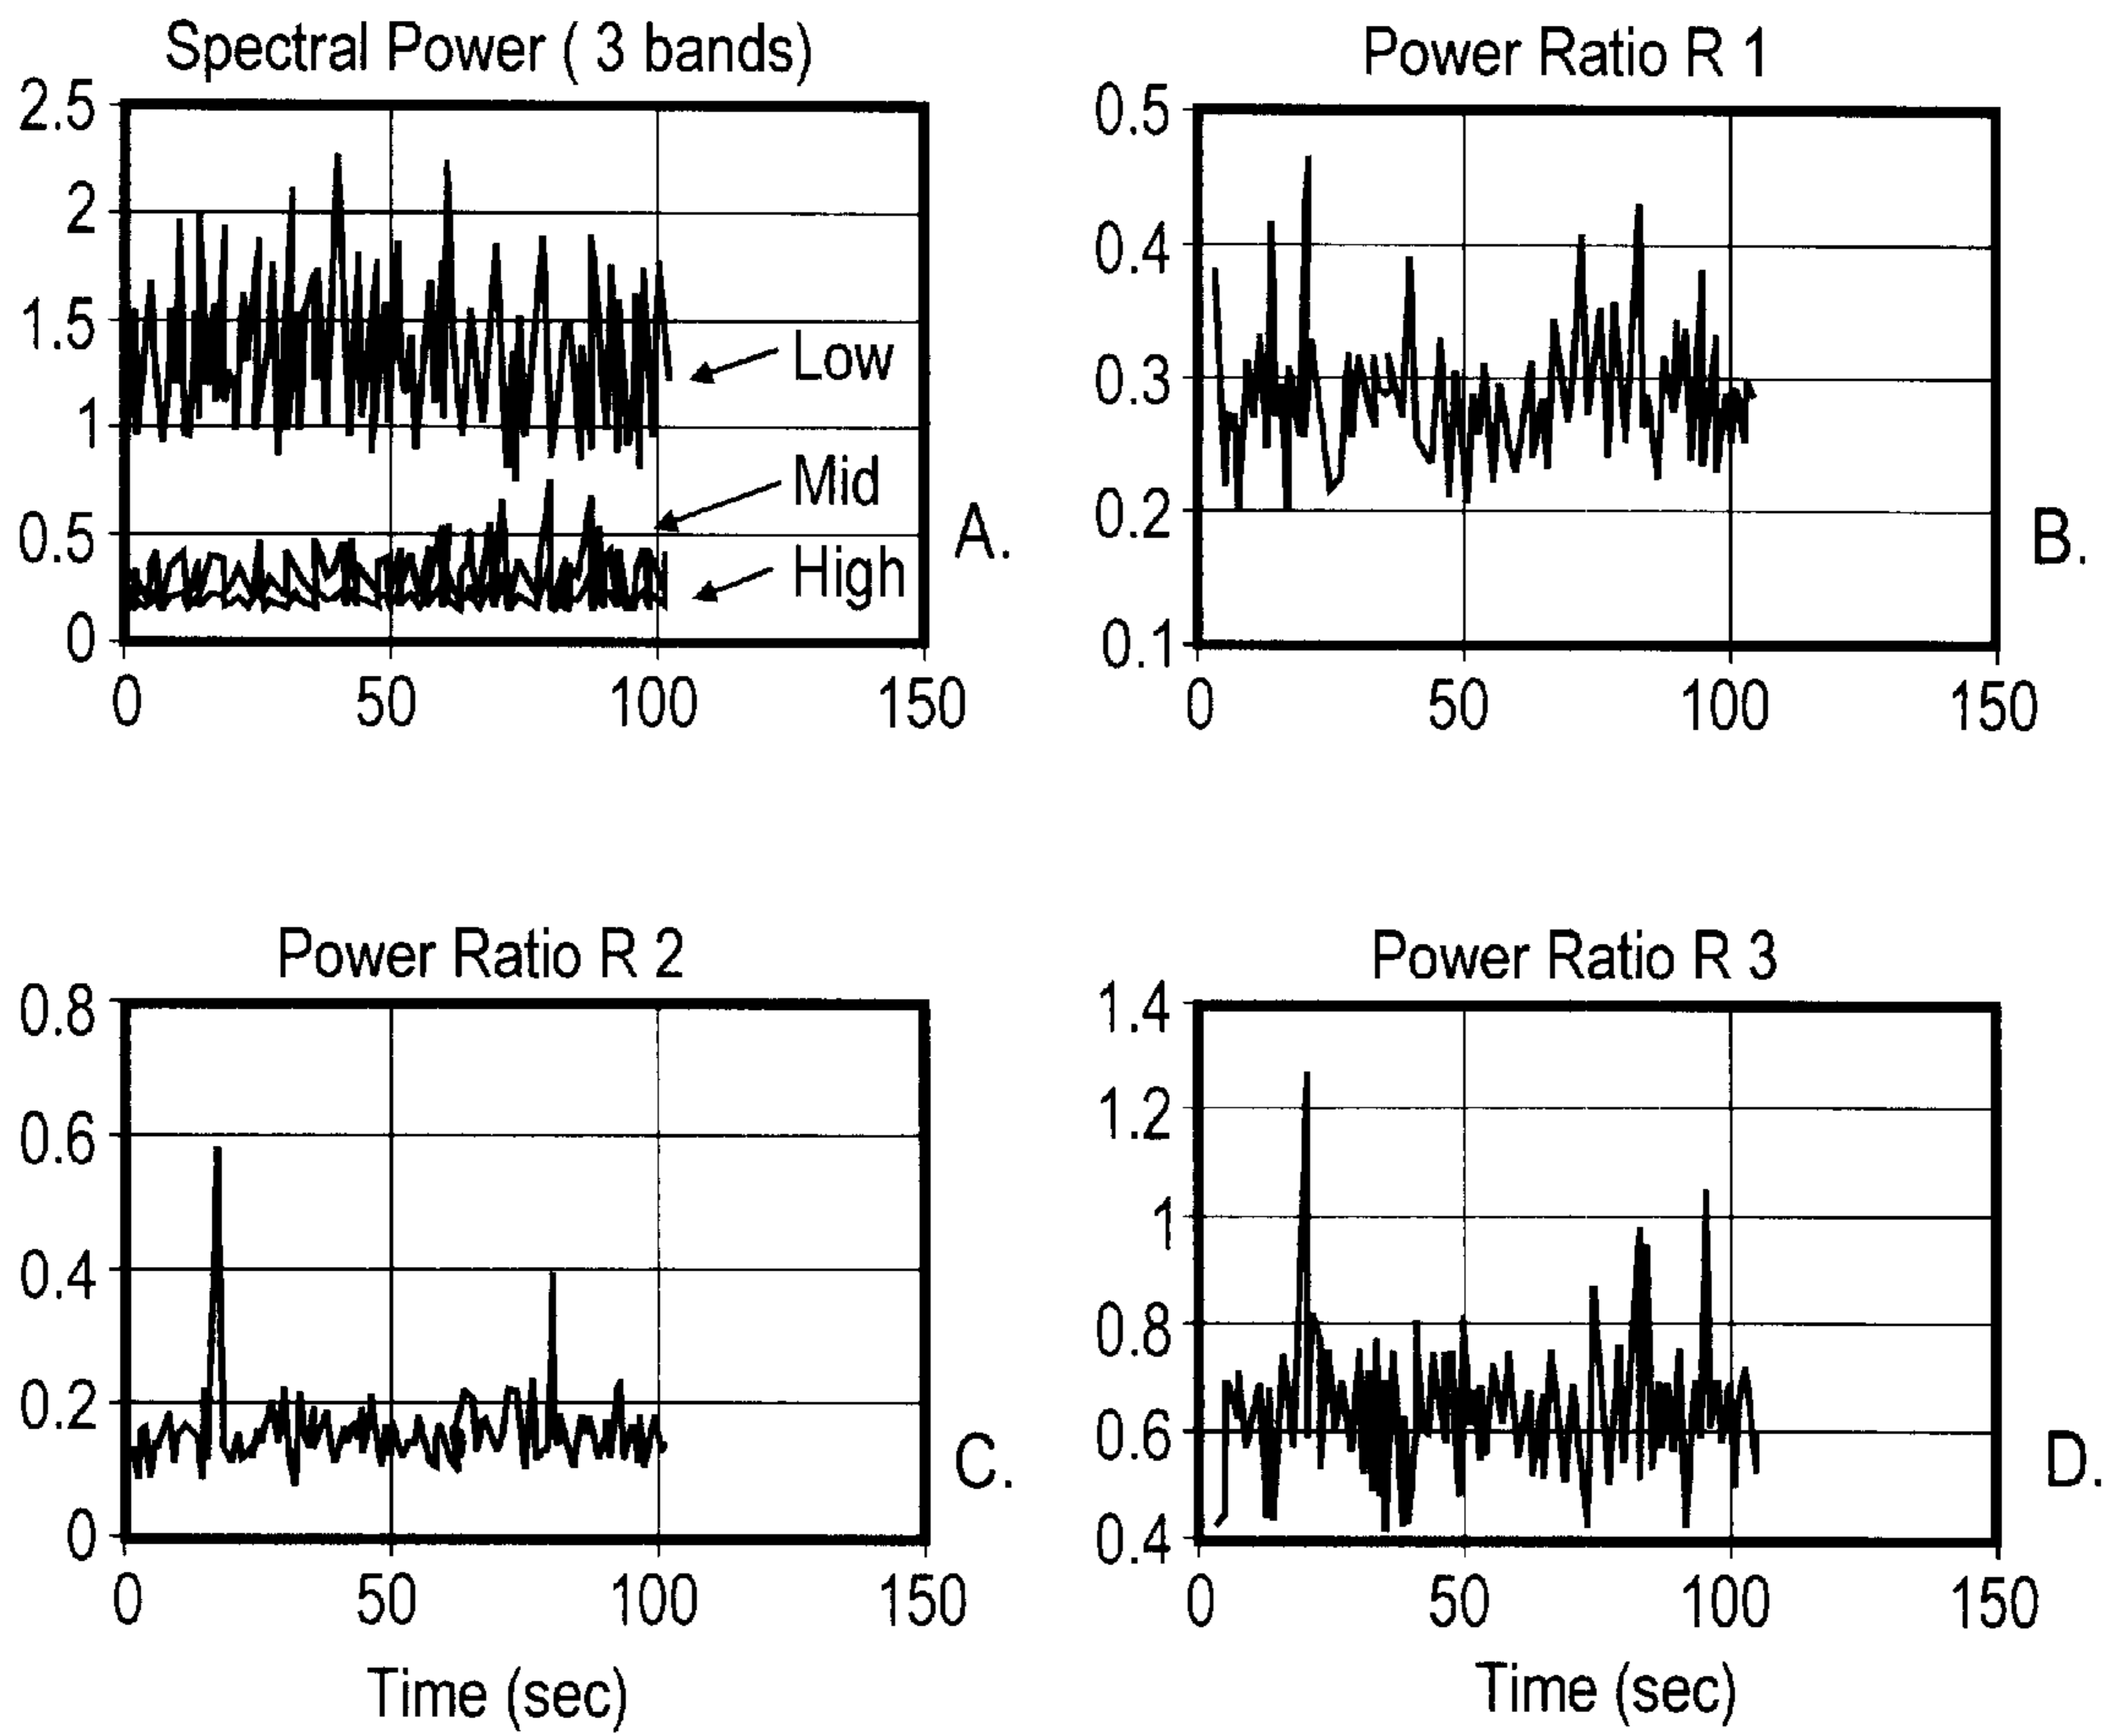 Spectral Power ( 3 bands)
2.5
2
1.5
1
0.5
0
Low
Mid
High
A.
0
50
100
150
Power Ratio R 1
0.5
0.4
0.3
0.2
0.1
B.
0
50
100
150
Power Ratio R 2
0.8
0.6
0.4
0.2
0
C.
0
50
100
150
Time (sec)
Power Ratio R 3
1.4
1.2
1
0.8
0.6
0.4
D.
0
50
100
150
Time (sec)